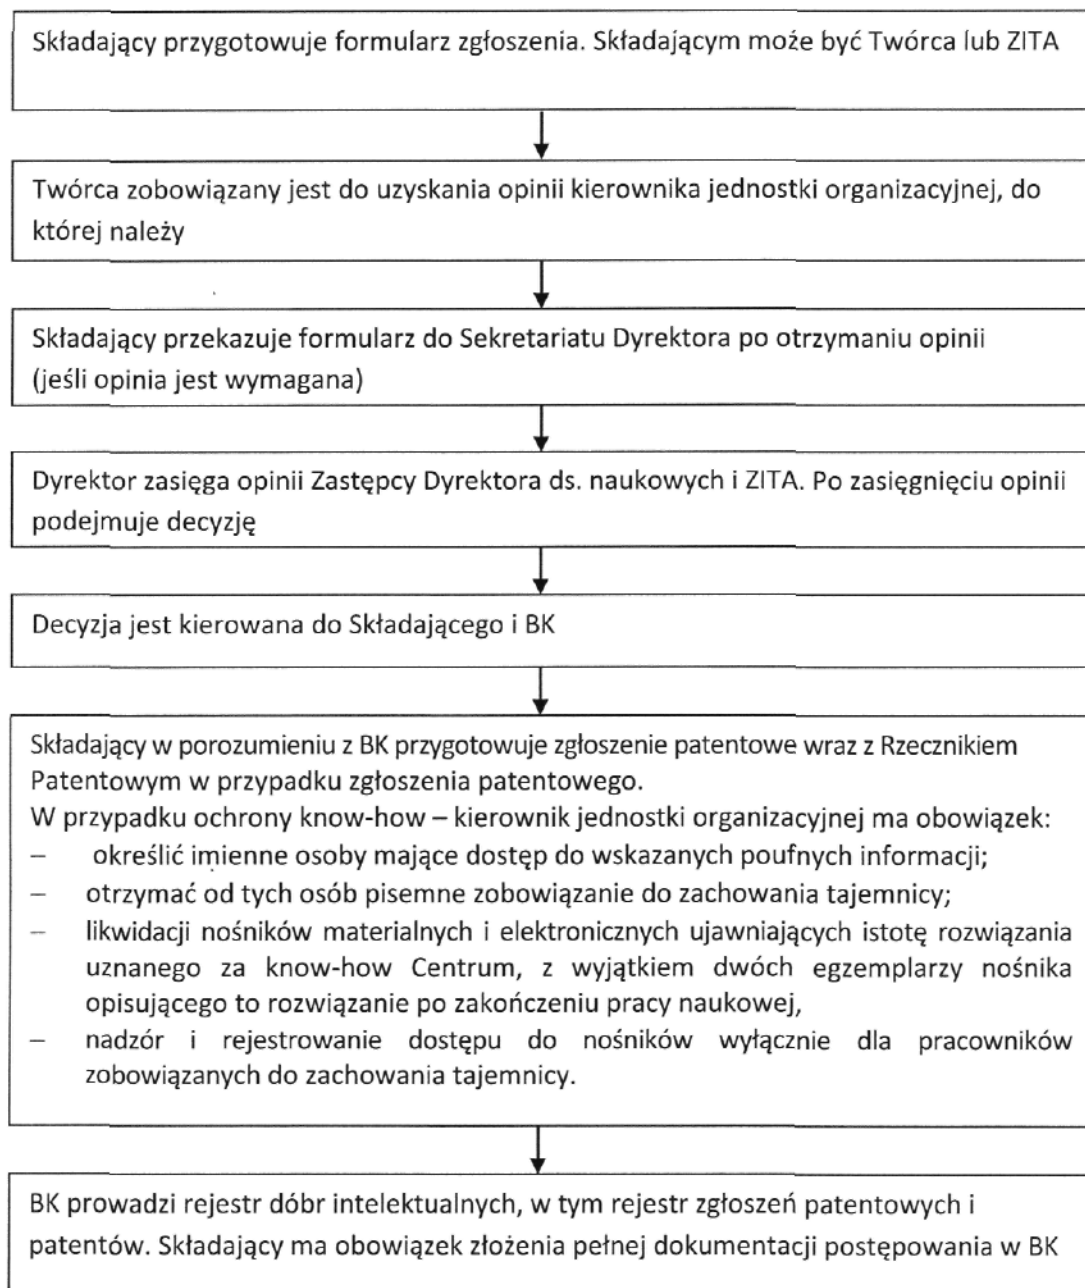 Składający przygotowuje formularz zgłoszenia. Składającym może być Twórca lub ZITA
Twórca zobowiązany jest do uzyskania opinii kierownika jednostki organizacyjnej, do
której należy
Składający przekazuje formularz do Sekretariatu Dyrektora po otrzymaniu opinii
(jeśli opinia jest wymagana)
Dyrektor zasięga opinii Zastępcy Dyrektora ds. naukowych i ZITA. Po zasięgnięciu opinii
podejmuje decyzję
Decyzja jest kierowana do Składającego i BK
Składający w porozumieniu z BK przygotowuje zgłoszenie patentowe wraz z Rzecznikiem
Patentowym w przypadku zgłoszenia patentowego.
W przypadku ochrony know-how – kierownik jednostki organizacyjnej ma obowiązek:
– określić imienne osoby mające dostęp do wskazanych poufnych informacji;
– otrzymać od tych osób pisemne zobowiązanie do zachowania tajemnicy;
– likwidacji nośników materialnych i elektronicznych ujawniających istotę rozwiązania
uznanego za know-how Centrum, z wyjątkiem dwóch egzemplarzy nośnika
opisującego to rozwiązanie po zakończeniu pracy naukowej,
– nadzór i rejestrowanie dostępu do nośników wyłącznie dla pracowników
zobowiązanych do zachowania tajemnicy.
BK prowadzi rejestr dóbr intelektualnych, w tym rejestr zgłoszeń patentowych i
patentów. Składający ma obowiązek złożenia pełnej dokumentacji postępowania w BK